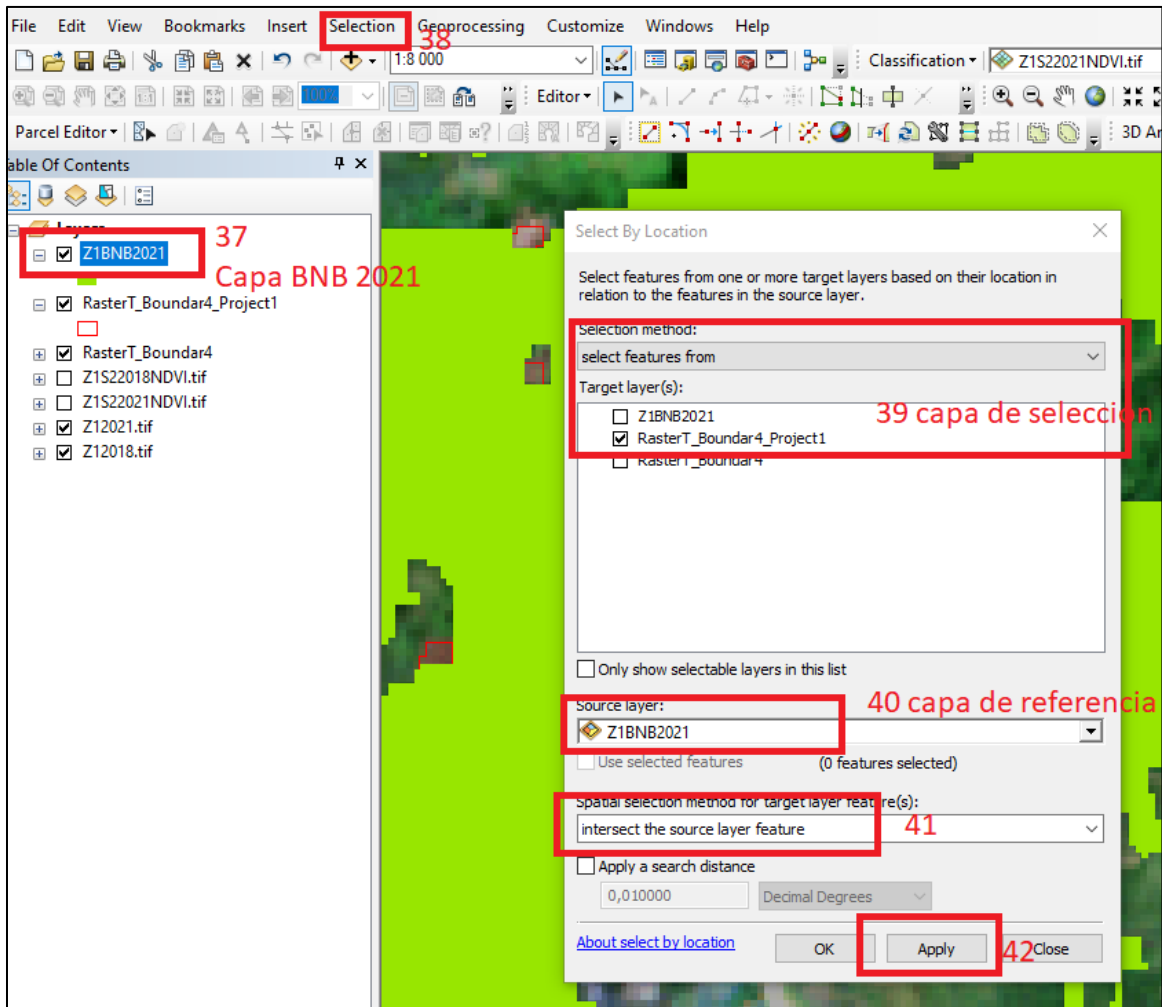 File Edit View Bookmarks Insert Selection Geoprocessing Customize Windows Help
38
1:8 000
Classification
Z1S22021NDVI.tif
100%
Editor
Parcel Editor
3D Ar
able Of Contents
Layers
37
Z1BNB2021
Capa BNB 2021
RasterT_Boundar4_Project1
RasterT_Boundar4
Z1S22018NDVI.tif
Z1S22021NDVI.tif
Z12021.tif
Z12018.tif
Select By Location
Select features from one or more target layers based on their location in
relation to the features in the source layer.
Selection method:
select features from
Target layer(s):
Z1BNB2021
39 capa de selección
RasterT_Boundar4_Project1
RasterT_Boundar4
Only show selectable layers in this list
40 capa de referencia
Source layer:
Z1BNB2021
Use selected features (0 features selected)
Spatial selection method for target layer feature(s):
intersect the source layer feature
41
Apply a search distance
0,010000 Decimal Degrees
About select by location
OK Apply Close
42